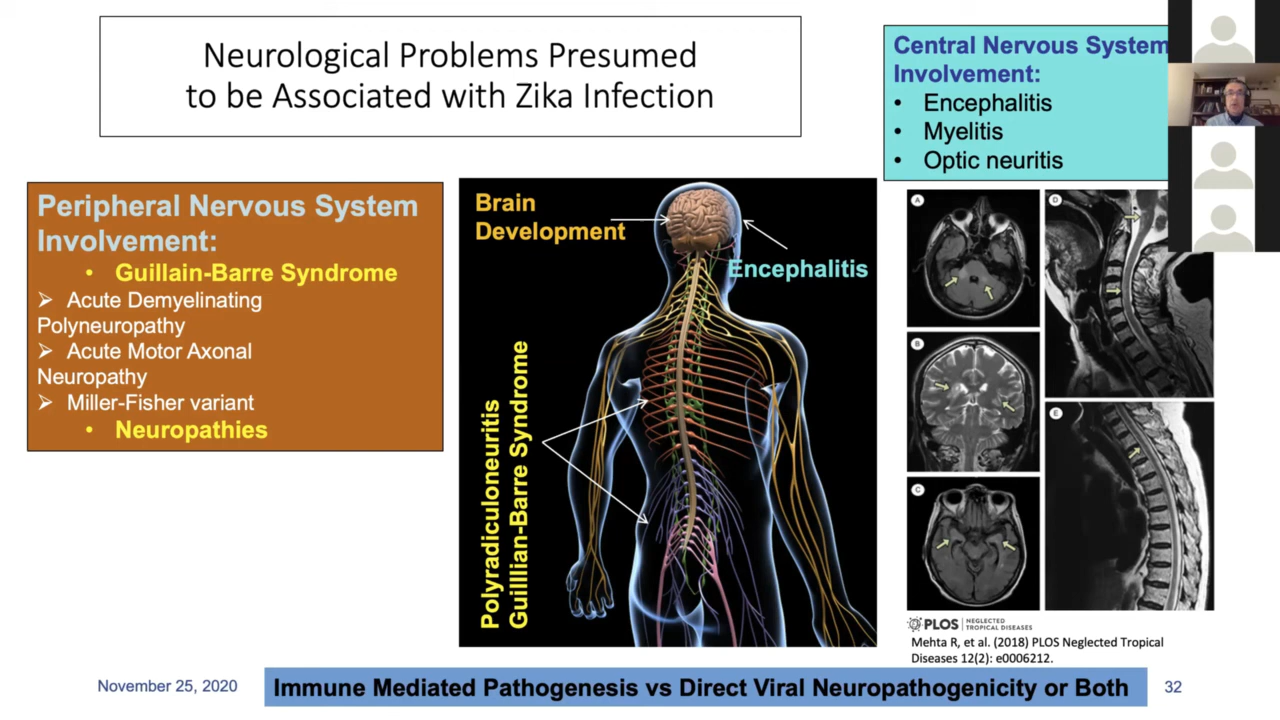 Neurological Problems Presumed
to be Associated with Zika Infection
Central Nervous System
Involvement:
• Encephalitis
• Myelitis
• Optic neuritis
Peripheral Nervous System
Involvement:
• Guillain-Barre Syndrome
➢ Acute Demyelinating
Polyneuropathy
➢ Acute Motor Axonal
Neuropathy
➢ Miller-Fisher variant
• Neuropathies
Brain
Development
Encephalitis
Polyradiculoneuritis
Guillian-Barre Syndrome
A
B
C
D
E
PLOS | NEGLECTED
TROPICAL DISEASES
Mehta R, et al. (2018) PLOS Neglected Tropical
Diseases 12(2): e0006212.
November 25, 2020
Immune Mediated Pathogenesis vs Direct Viral Neuropathogenicity or Both
32